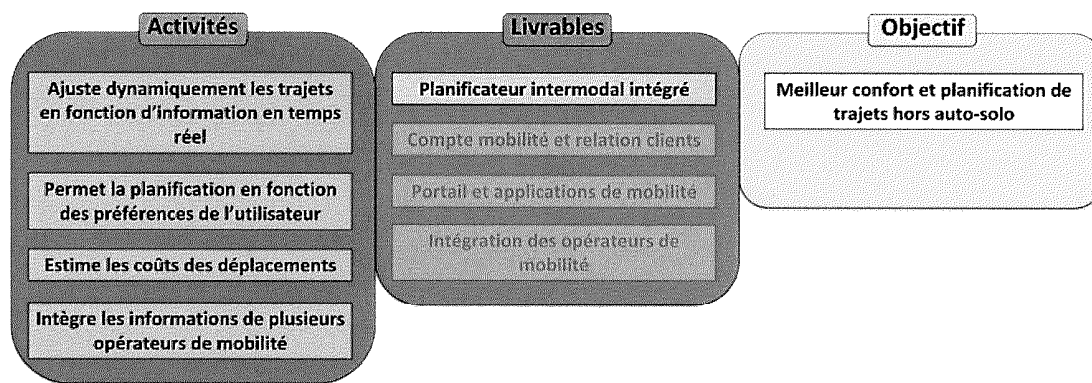 Activités
Ajuste dynamiquement les trajets
en fonction d'information en temps
réel
Permet la planification en fonction
des préférences de l'utilisateur
Estime les coûts des déplacements
Intègre les informations de plusieurs
opérateurs de mobilité
Livrables
Planificateur intermodal intégré
Compte mobilité et relation clients
Portail et applications de mobilité
Intégration des opérateurs de
mobilité
Objectif
Meilleur confort et planification de
trajets hors auto-solo